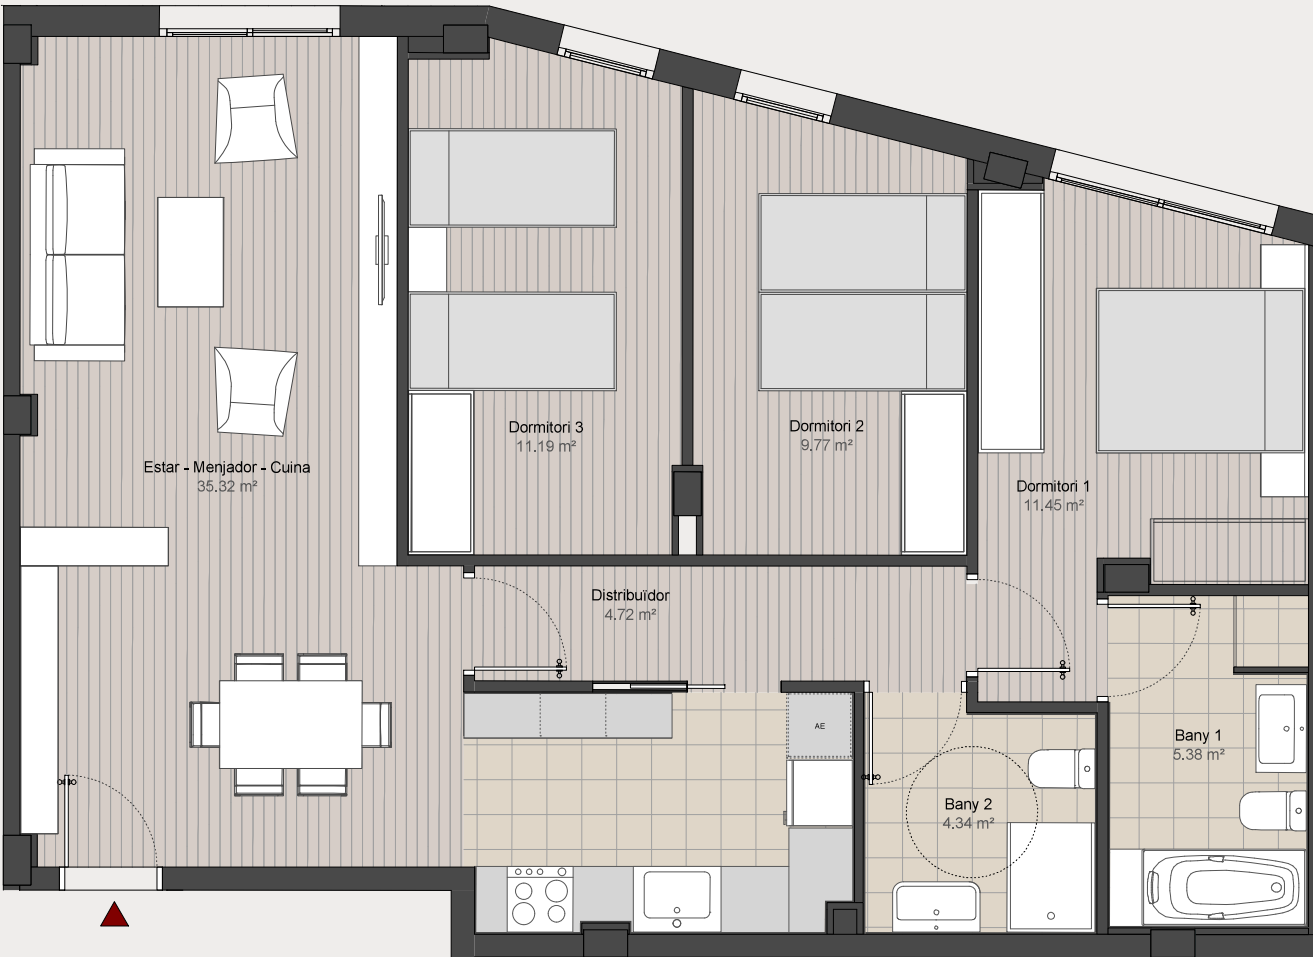 Dormitori 3
11.19 m²
Dormitori 2
9.77 m²
Estar - Menjador - Cuina
35.32 m²
Dormitori 1
11.45 m²
Distribuïdor
4.72 m²
AE
Bany 1
5.38 m²
Bany 2
4.34 m²